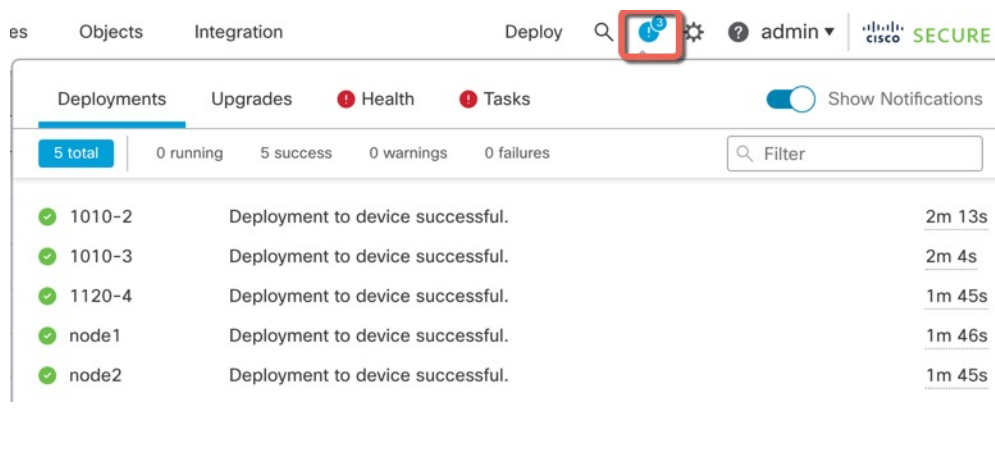 es Objects Integration Deploy 3 admin cisco SECURE
Deployments Upgrades Health Tasks Show Notifications
5 total 0 running 5 success 0 warnings 0 failures Filter
1010-2 Deployment to device successful. 2m 13s
1010-3 Deployment to device successful. 2m 4s
1120-4 Deployment to device successful. 1m 45s
node1 Deployment to device successful. 1m 46s
node2 Deployment to device successful. 1m 45s